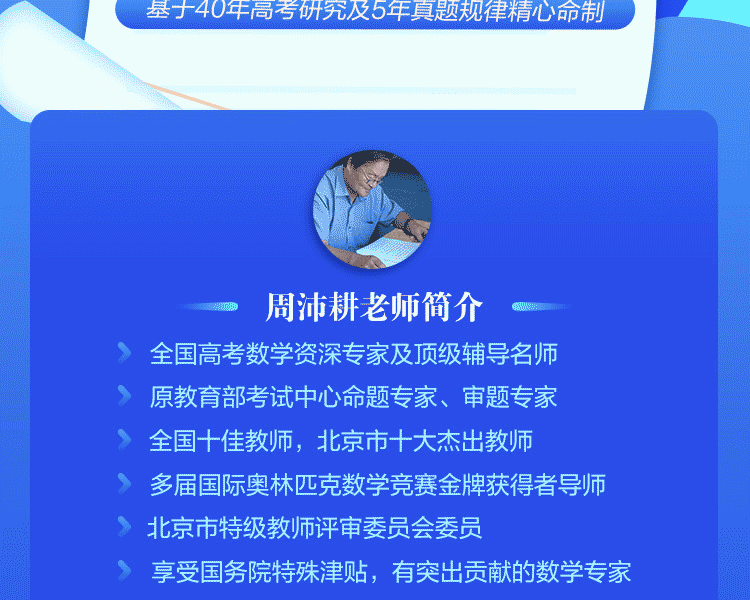 基于40年高考研究及5年真题规律精心命制
周沛耕老师简介
全国高考数学资深专家及顶级辅导名师
原教育部考试中心命题专家、审题专家
全国十佳教师，北京市十大杰出教师
多届国际奥林匹克数学竞赛金牌获得者导师
北京市特级教师评审委员会委员
享受国务院特殊津贴，有突出贡献的数学专家